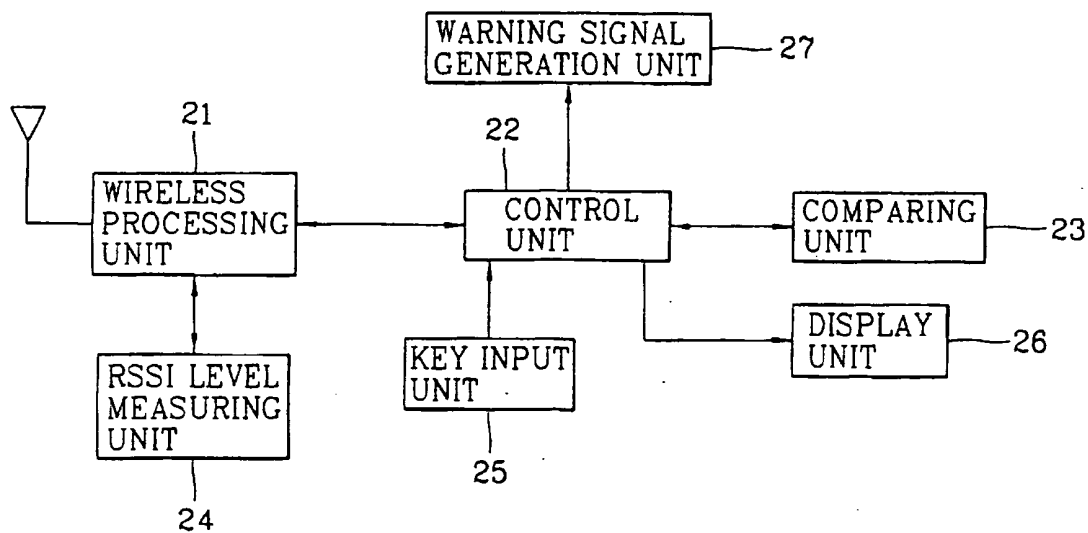 WARNING SIGNAL
GENERATION UNIT
27
21
22
WIRELESS
PROCESSING
UNIT
CONTROL
UNIT
COMPARING
UNIT
23
RSSI LEVEL
MEASURING
UNIT
24
KEY INPUT
UNIT
25
DISPLAY
UNIT
26